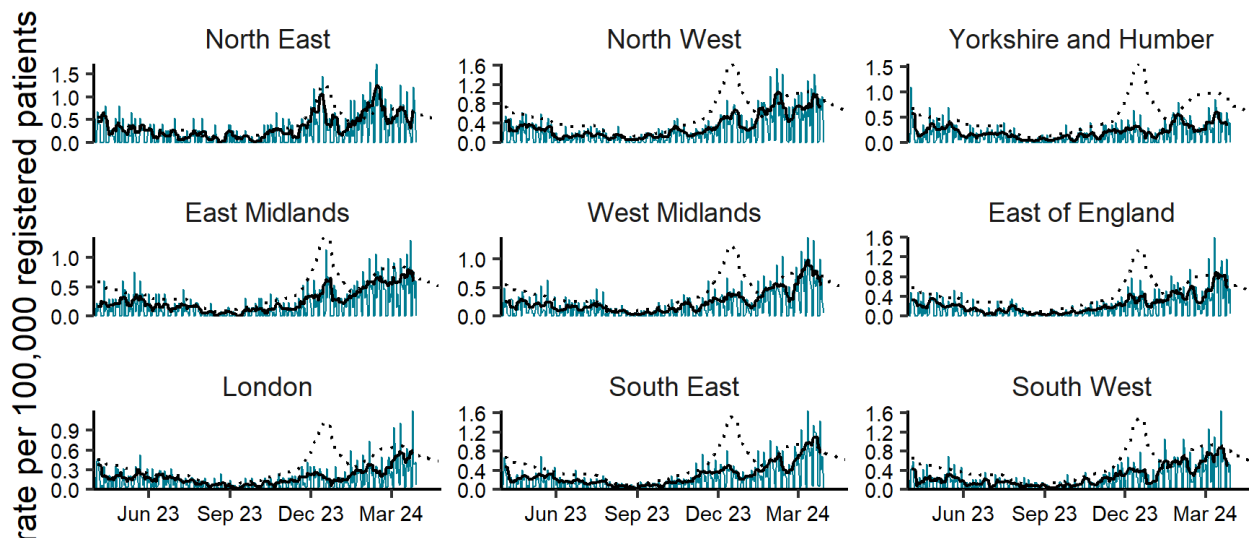 rate per 100,000 registered patients
North East
North West
Yorkshire and Humber
1.5
1.0
0.5
0.0
1.6
1.2
0.8
0.4
0.0
1.5
1.0
0.5
0.0
East Midlands
West Midlands
East of England
1.0
0.5
0.0
1.0
0.5
0.0
1.6
1.2
0.8
0.4
0.0
London
South East
South West
0.9
0.6
0.3
0.0
1.6
1.2
0.8
0.4
0.0
1.6
1.2
0.8
0.4
0.0
Jun 23 Sep 23 Dec 23 Mar 24
Jun 23 Sep 23 Dec 23 Mar 24
Jun 23 Sep 23 Dec 23 Mar 24